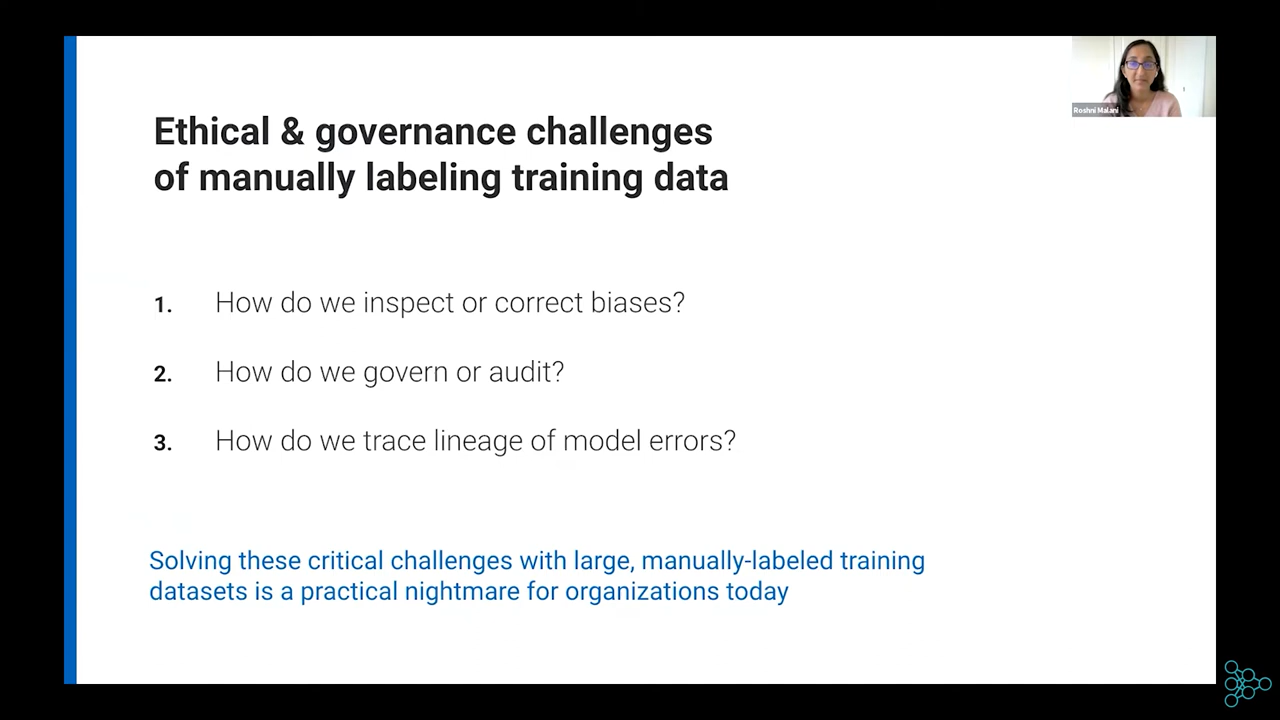 Roshni Malani
Ethical & governance challenges
of manually labeling training data
1. How do we inspect or correct biases?
2. How do we govern or audit?
3. How do we trace lineage of model errors?
Solving these critical challenges with large, manually-labeled training
datasets is a practical nightmare for organizations today